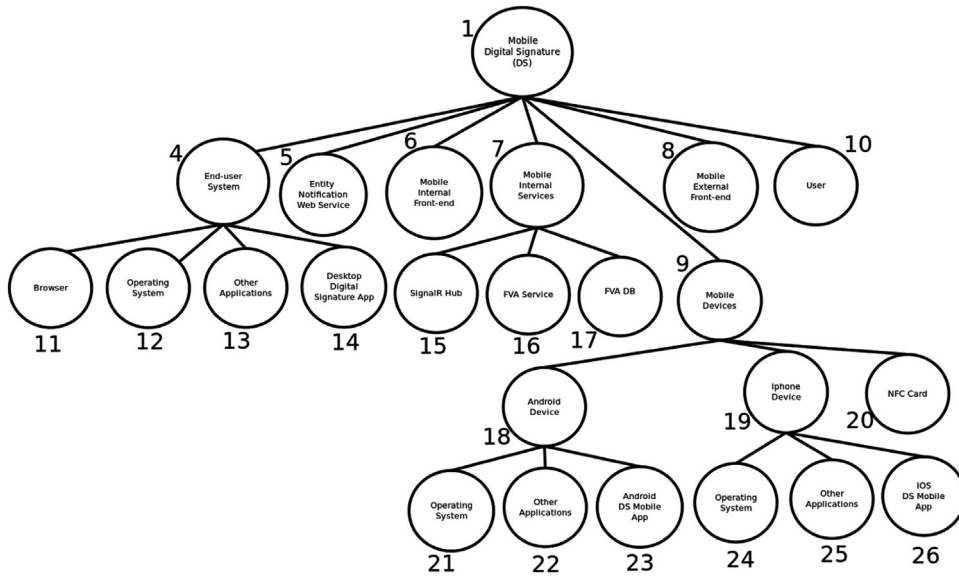 1
Mobile
Digital Signature
(DS)
4
End-user
System
5
Entity
Notification
Web Service
6
Mobile
Internal
Front-end
7
Mobile
Internal
Services
8
Mobile
External
Front-end
10
User
Browser
11
Operating
System
12
Other
Applications
13
Desktop
Digital
Signature App
14
SignalR Hub
15
FVA Service
16
FVA DB
17
9
Mobile
Devices
Android
Device
18
Iphone
Device
19
NFC Card
20
Operating
System
21
Other
Applications
22
Android
DS Mobile
App
23
Operating
System
24
Other
Applications
25
IOS
DS Mobile
App
26